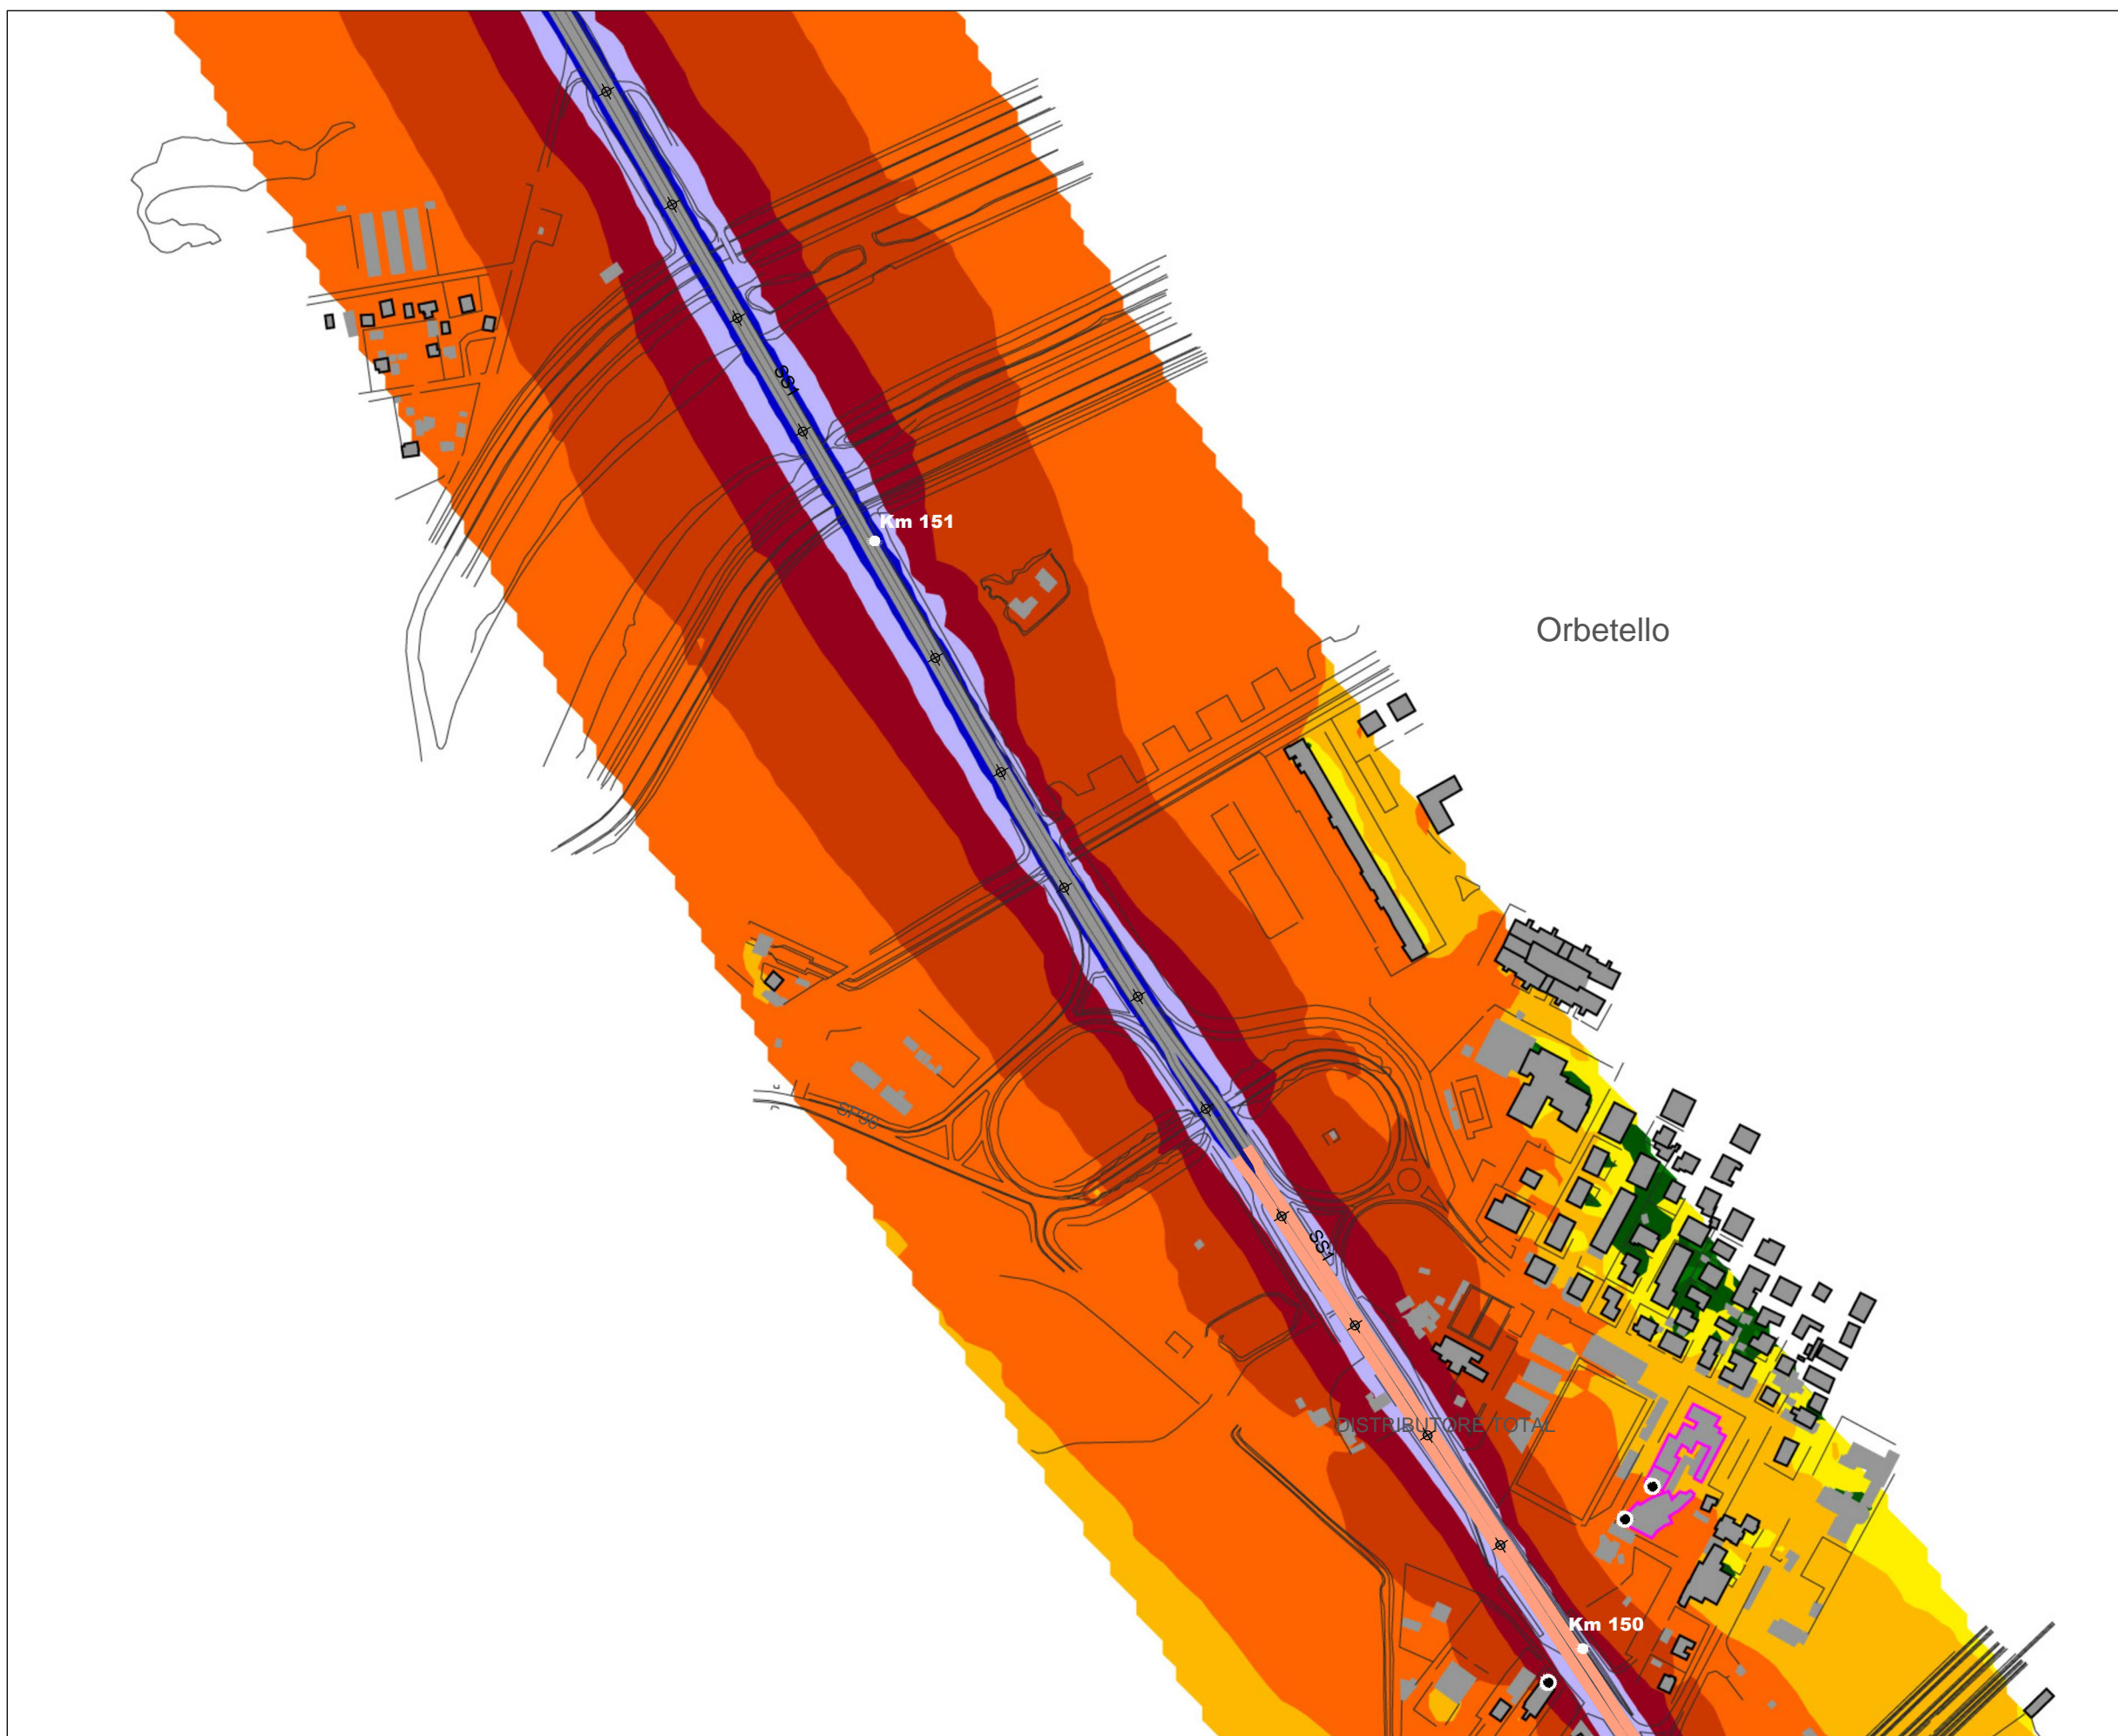 SS1
Km 151
Orbetello
SP36
SS1
DISTRIBUTORE TOTAL
Km 150